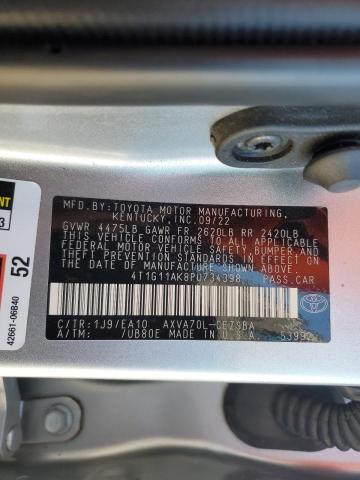 MFD.BY:TOYOTA MOTOR MANUFACTURING,
KENTUCKY,INC.09/22
GVWR 4475LB GAWR FR 2620LB RR 2420LB
THIS VEHICLE CONFORMS TO ALL APPLICABLE
FEDERAL MOTOR VEHICLE SAFETY, BUMPER, AND
THEFT PREVENTION STANDARDS IN EFFECT ON
THE DATE OF MANUFACTURE SHOWN ABOVE.
4T1G11AK8PU734398 PASS.CAR
C/TR:1J9/EA10 AXVA70L-CEZSBA
A/TM: /UB80E MADE IN U.S.A.
52
42661-06B40
3